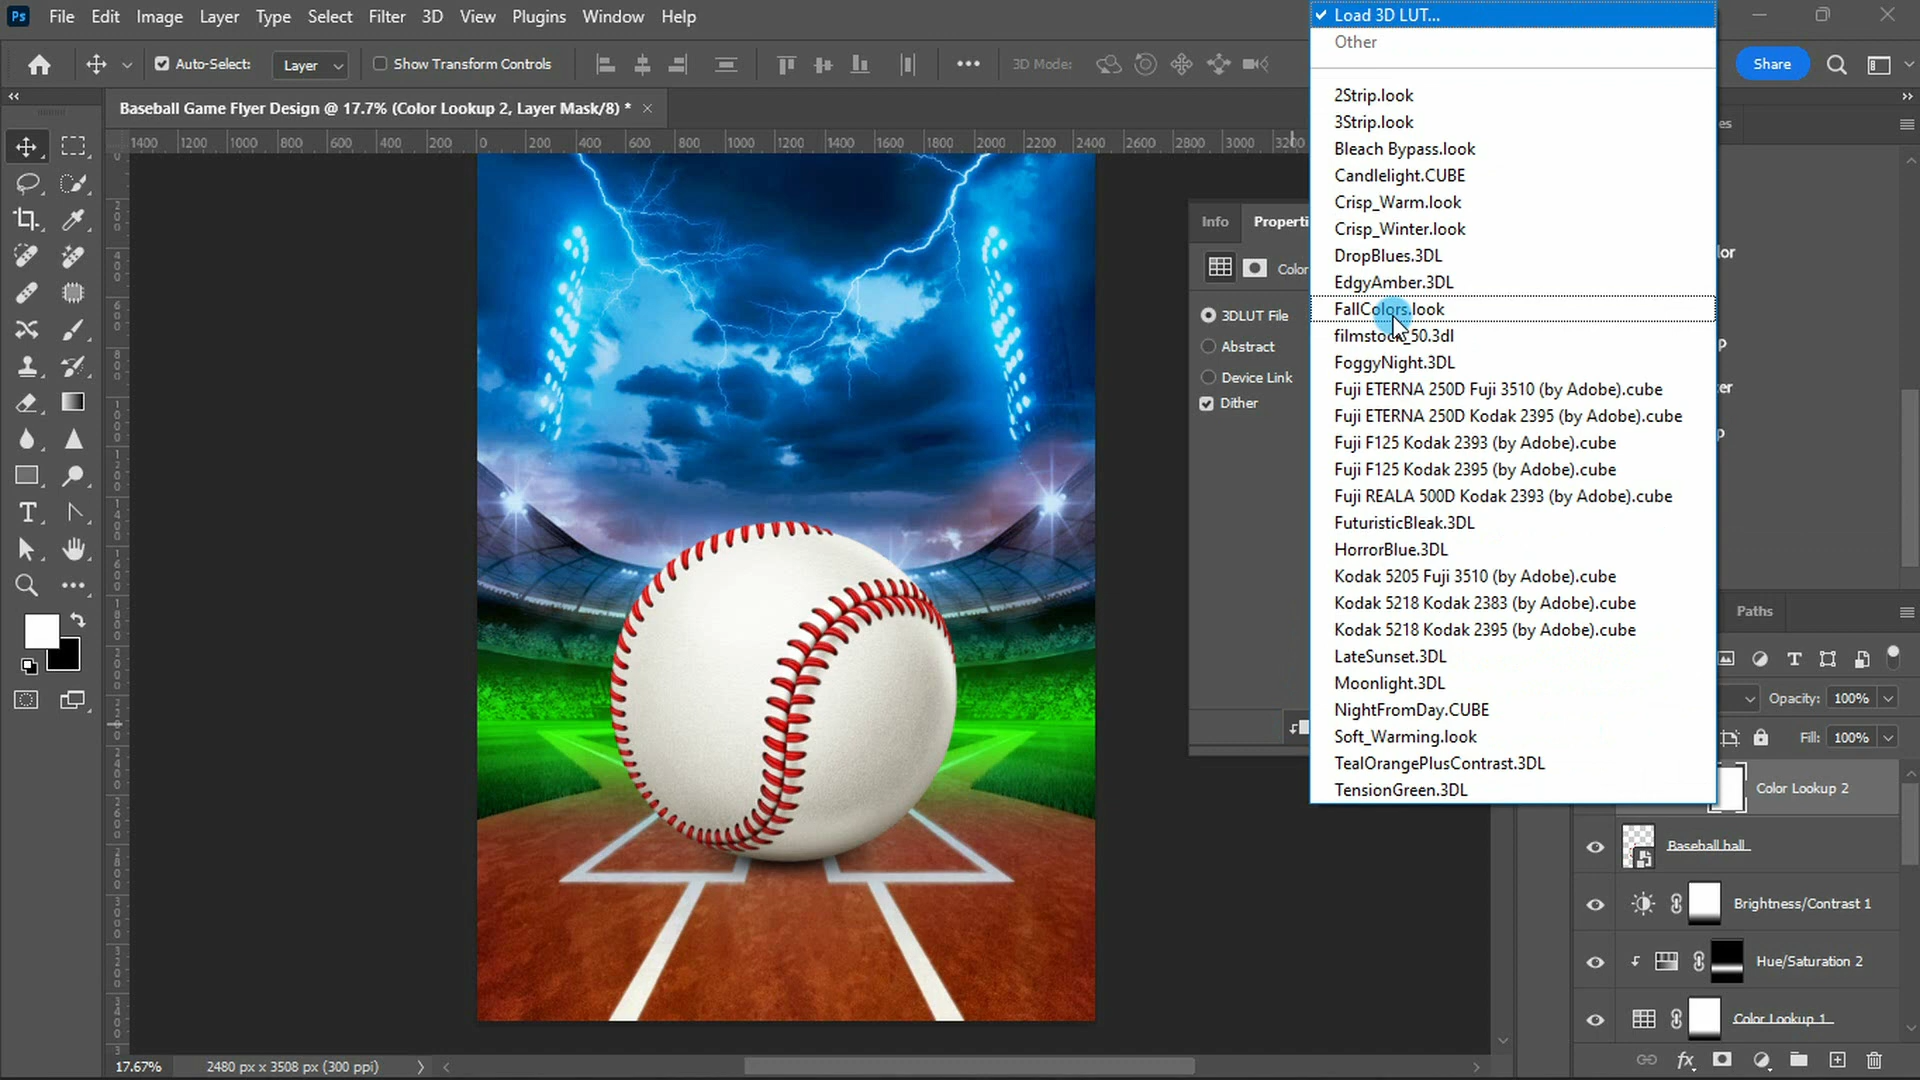 Ps File Edit Image Layer Type Select Filter 3D View Plugins Window Help
Auto-Select: Layer Show Transform Controls 3D Mode: Share
Baseball Game Flyer Design @ 17.7% (Color Lookup 2, Layer Mask/8) * ×
1400 1200 1000 800 600 400 200 0 200 400 600 800 1000 1200 1400 1600 1800 2000 2200 2400 2600 2800 3000 3200
Info Properti
Color
3DLUT File
Abstract
Device Link
Dither
Load 3D LUT...
Other
2Strip.look
3Strip.look
Bleach Bypass.look
Candlelight.CUBE
Crisp_Warm.look
Crisp_Winter.look
DropBlues.3DL
EdgyAmber.3DL
FallColors.look
filmstock_50.3dl
FoggyNight.3DL
Fuji ETERNA 250D Fuji 3510 (by Adobe).cube
Fuji ETERNA 250D Kodak 2395 (by Adobe).cube
Fuji F125 Kodak 2393 (by Adobe).cube
Fuji F125 Kodak 2395 (by Adobe).cube
Fuji REALA 500D Kodak 2393 (by Adobe).cube
FuturisticBleak.3DL
HorrorBlue.3DL
Kodak 5205 Fuji 3510 (by Adobe).cube
Kodak 5218 Kodak 2383 (by Adobe).cube
Kodak 5218 Kodak 2395 (by Adobe).cube
LateSunset.3DL
Moonlight.3DL
NightFromDay.CUBE
Soft_Warming.look
TealOrangePlusContrast.3DL
TensionGreen.3DL
es
lor
p
ter
p
Paths
Opacity: 100%
Fill: 100%
Color Lookup 2
Baseball ball
Brightness/Contrast 1
Hue/Saturation 2
Color Lookup 1
17.67% 2480 px x 3508 px (300 ppi)